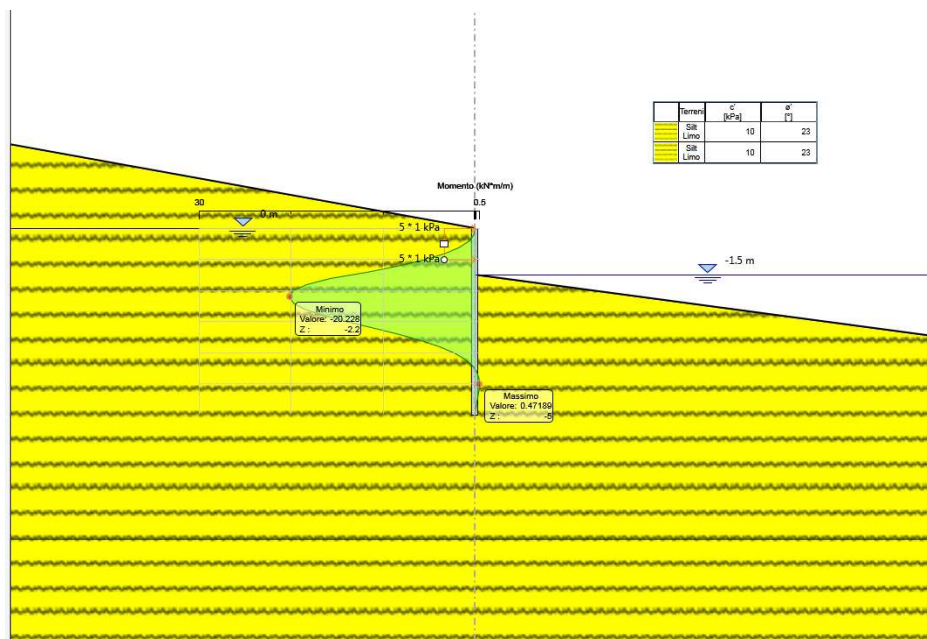 Terreni c' ø'
[kPa] [°]
Silt
Limo 10 23
Silt
Limo 10 23
Momento (kN*m/m)
30 0.5
0 m
5 * 1 kPa
5 * 1 kPa
-1.5 m
Minimo
Valore: -20.228
Z : -2.2
Massimo
Valore: 0.47189
Z : -5